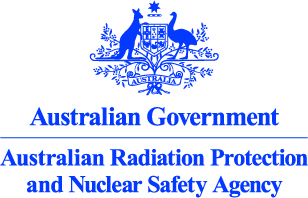 AUSTRALIA
Australian Government
Australian Radiation Protection
and Nuclear Safety Agency